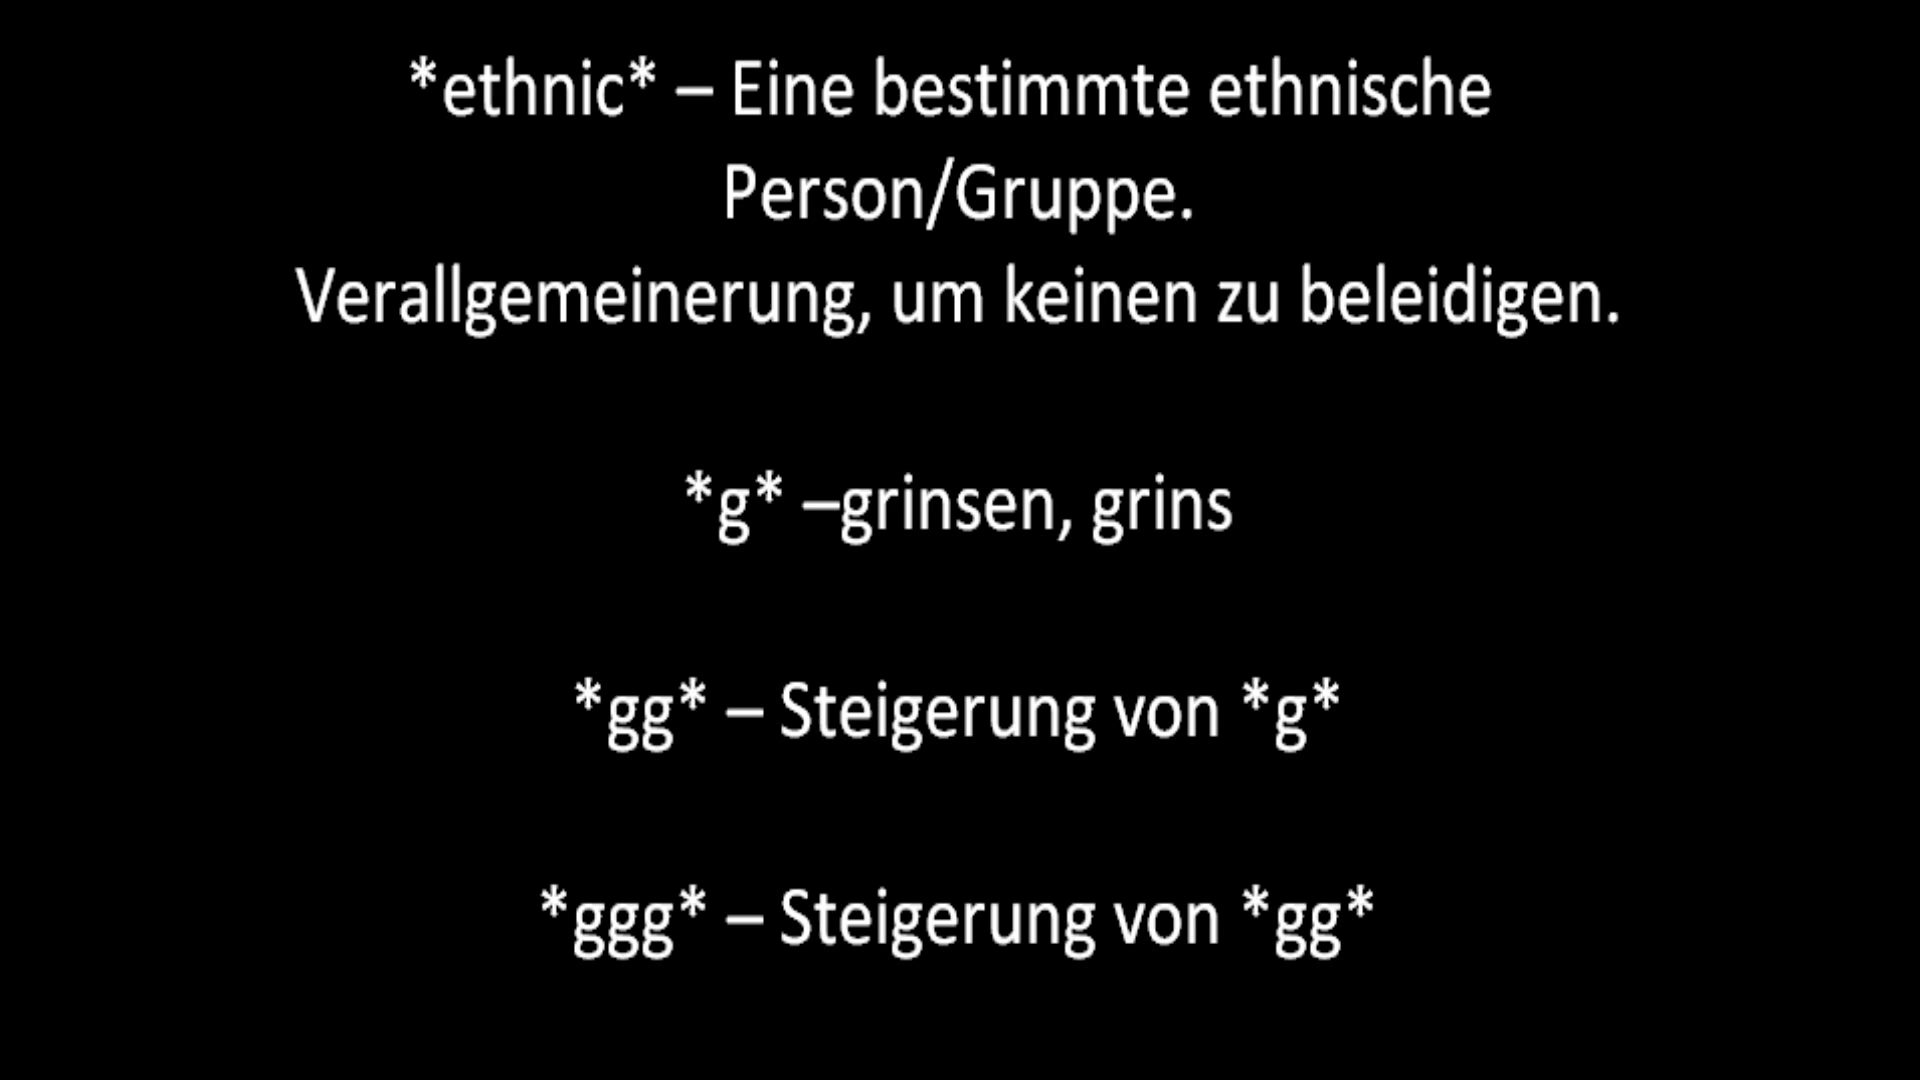 *ethnic* – Eine bestimmte ethnische
Person/Gruppe.
Verallgemeinerung, um keinen zu beleidigen.
*g* –grinsen, grins
*gg* – Steigerung von *g*
*ggg* – Steigerung von *gg*